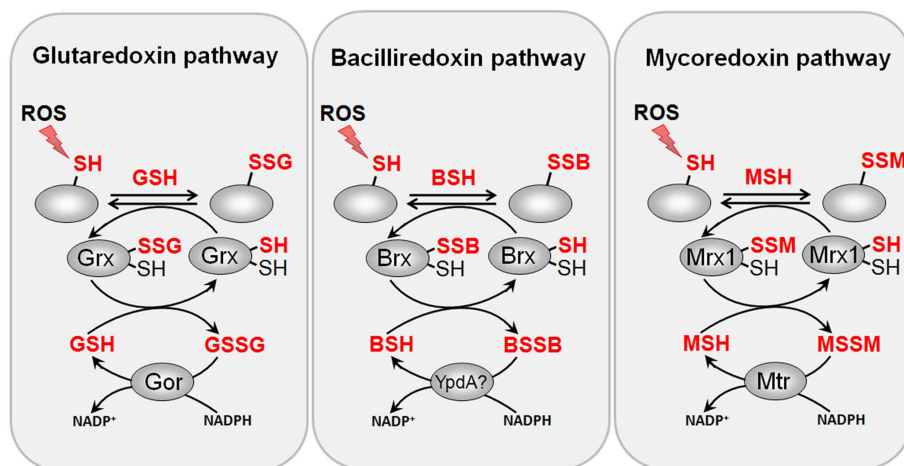 Glutaredoxin pathway
ROS
SH
GSH
SSG
Grx
SSG
SH
Grx
SH
SH
GSH
GSSG
Gor
NADP⁺
NADPH
Bacilliredoxin pathway
ROS
SH
BSH
SSB
Brx
SSB
SH
Brx
SH
SH
BSH
BSSB
YpdA?
NADP⁺
NADPH
Mycoredoxin pathway
ROS
SH
MSH
SSM
Mrx1
SSM
SH
Mrx1
SH
SH
MSH
MSSM
Mtr
NADP⁺
NADPH